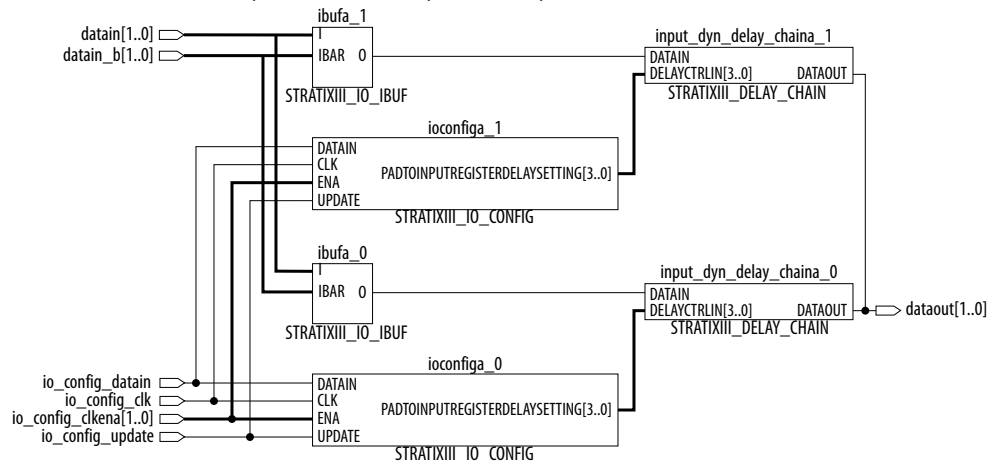 ibufa_1
datain[1..0]
datain_b[1..0]
I
IBAR O
STRATIXIII_IO_IBUF
input_dyn_delay_chaina_1
DATAIN
DELAYCTRLIN[3..0] DATAOUT
STRATIXIII_DELAY_CHAIN
ioconfiga_1
DATAIN
CLK
ENA
UPDATE
PADTOINPUTREGISTERDELAYSETTING[3..0]
STRATIXIII_IO_CONFIG
ibufa_0
I
IBAR O
STRATIXIII_IO_IBUF
input_dyn_delay_chaina_0
DATAIN
DELAYCTRLIN[3..0] DATAOUT
STRATIXIII_DELAY_CHAIN
dataout[1..0]
ioconfiga_0
io_config_datain
io_config_clk
io_config_clkena[1..0]
io_config_update
DATAIN
CLK
ENA
UPDATE
PADTOINPUTREGISTERDELAYSETTING[3..0]
STRATIXIII_IO_CONFIG